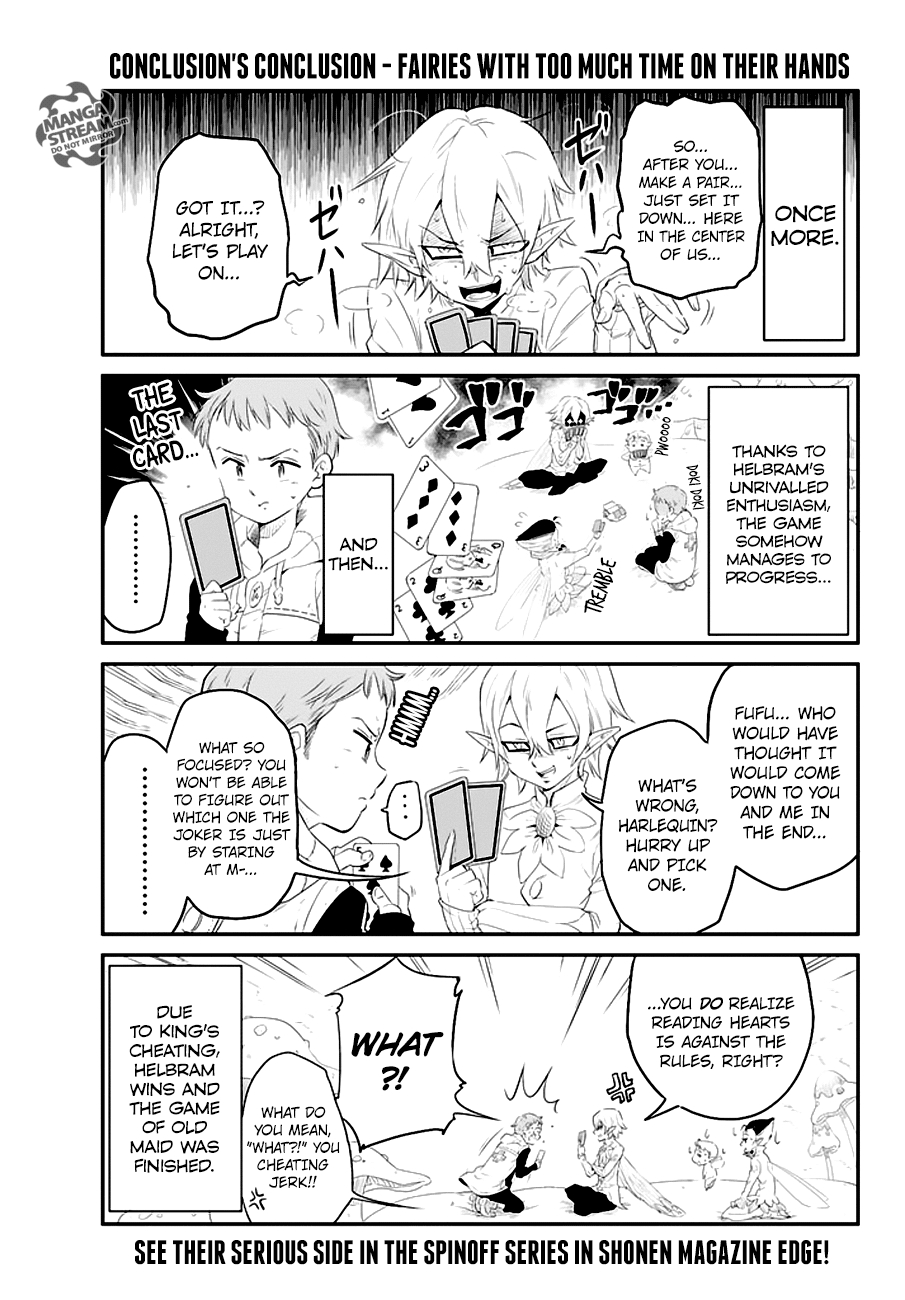 CONCLUSION'S CONCLUSION - FAIRIES WITH TOO MUCH TIME ON THEIR HANDS
MANGA
STREAM.com
DO NOT MIRROR
ONCE
MORE.
SO...
AFTER YOU...
MAKE A PAIR...
JUST SET IT
DOWN... HERE
IN THE CENTER
OF US...
ゼ
ハ
ゼ
ハー
GOT IT...?
ALRIGHT,
LET'S PLAY
ON...
THANKS TO
HELBRAM'S
UNRIVALLED
ENTHUSIASM,
THE GAME
SOMEHOW
MANAGES TO
PROGRESS...
ゴゴゴ...
ゴゴゴ
PWOOOO
DOKI DOKI
TREMBLE
AND
THEN...
THE
LAST
CARD...
.........
FUFU... WHO
WOULD HAVE
THOUGHT IT
WOULD COME
DOWN TO YOU
AND ME IN
THE END...
WHAT'S
WRONG,
HARLEQUIN?
HURRY UP
AND PICK
ONE.
HMMM...
...
WHAT SO
FOCUSED? YOU
WON'T BE ABLE
TO FIGURE OUT
WHICH ONE THE
JOKER IS JUST
BY STARING
AT M-...
............
...YOU DO REALIZE
READING HEARTS
IS AGAINST THE
RULES, RIGHT?
WHAT
?!
WHAT DO
YOU MEAN,
"WHAT?!" YOU
CHEATING
JERK!!
DUE
TO KING'S
CHEATING,
HELBRAM
WINS AND
THE GAME
OF OLD
MAID WAS
FINISHED.
SEE THEIR SERIOUS SIDE IN THE SPINOFF SERIES IN SHONEN MAGAZINE EDGE!